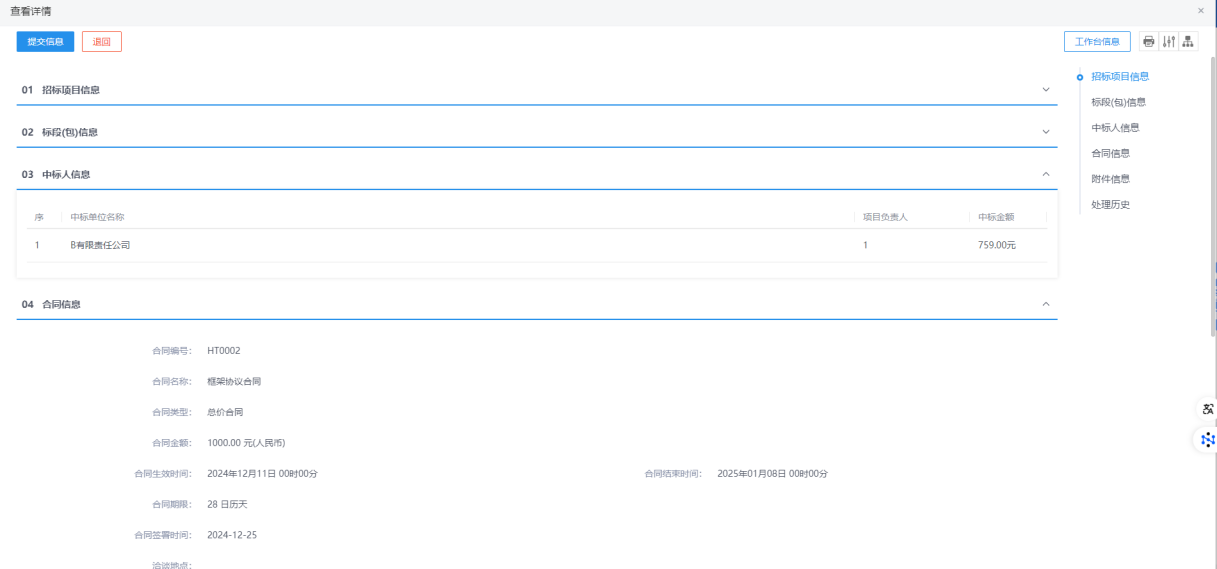 查看详情
提交信息 退回 工作台信息
招标项目信息
标段(包)信息
中标人信息
合同信息
附件信息
处理历史
01 招标项目信息
02 标段(包)信息
03 中标人信息
序 中标单位名称 项目负责人 中标金额
1 B有限责任公司 1 759.00元
04 合同信息
合同编号: HT0002
合同名称: 框架协议合同
合同类型: 总价合同
合同金额: 1000.00 元(人民币)
合同生效时间: 2024年12月11日 00时00分 合同结束时间: 2025年01月08日 00时00分
合同期限: 28 日历天
合同签署时间: 2024-12-25
洽谈地点: